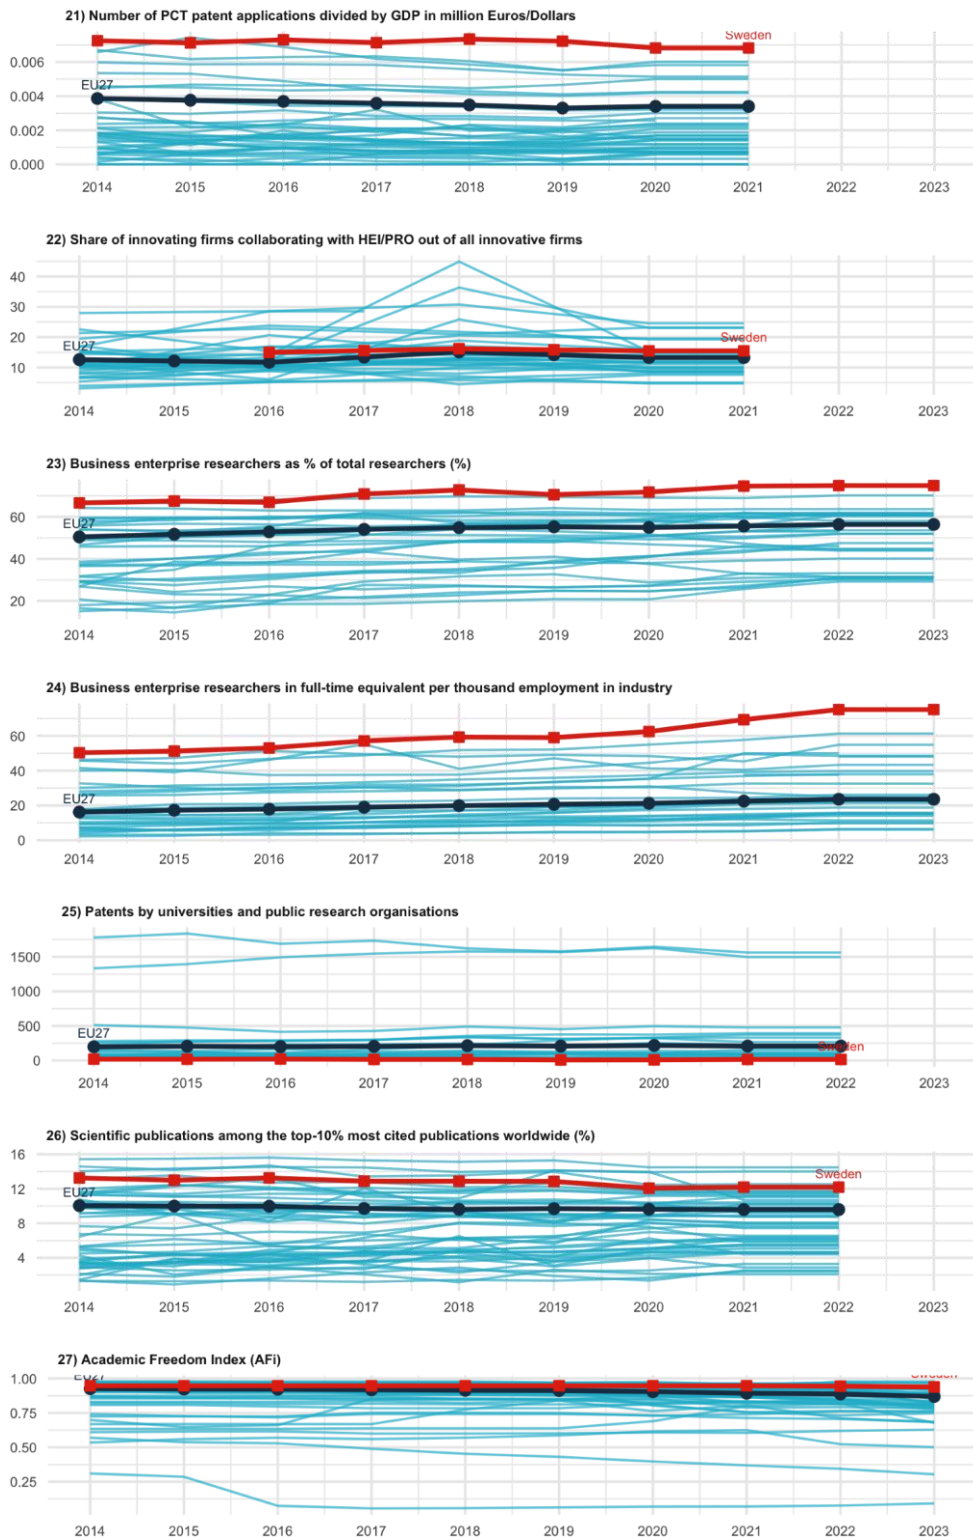 21) Number of PCT patent applications divided by GDP in million Euros/Dollars
Sweden
0.006
EU27
0.004
0.002
0.000
2014 2015 2016 2017 2018 2019 2020 2021 2022 2023
22) Share of innovating firms collaborating with HEI/PRO out of all innovative firms
40
30
20
Sweden
EU27
10
2014 2015 2016 2017 2018 2019 2020 2021 2022 2023
23) Business enterprise researchers as % of total researchers (%)
60
EU27
40
20
2014 2015 2016 2017 2018 2019 2020 2021 2022 2023
24) Business enterprise researchers in full-time equivalent per thousand employment in industry
60
40
EU27
20
0
2014 2015 2016 2017 2018 2019 2020 2021 2022 2023
25) Patents by universities and public research organisations
1500
1000
500
EU27
Sweden
0
2014 2015 2016 2017 2018 2019 2020 2021 2022 2023
26) Scientific publications among the top-10% most cited publications worldwide (%)
16
Sweden
12
EU27
8
4
2014 2015 2016 2017 2018 2019 2020 2021 2022 2023
27) Academic Freedom Index (AFi)
Sweden
1.00
EU27
0.75
0.50
0.25
2014 2015 2016 2017 2018 2019 2020 2021 2022 2023